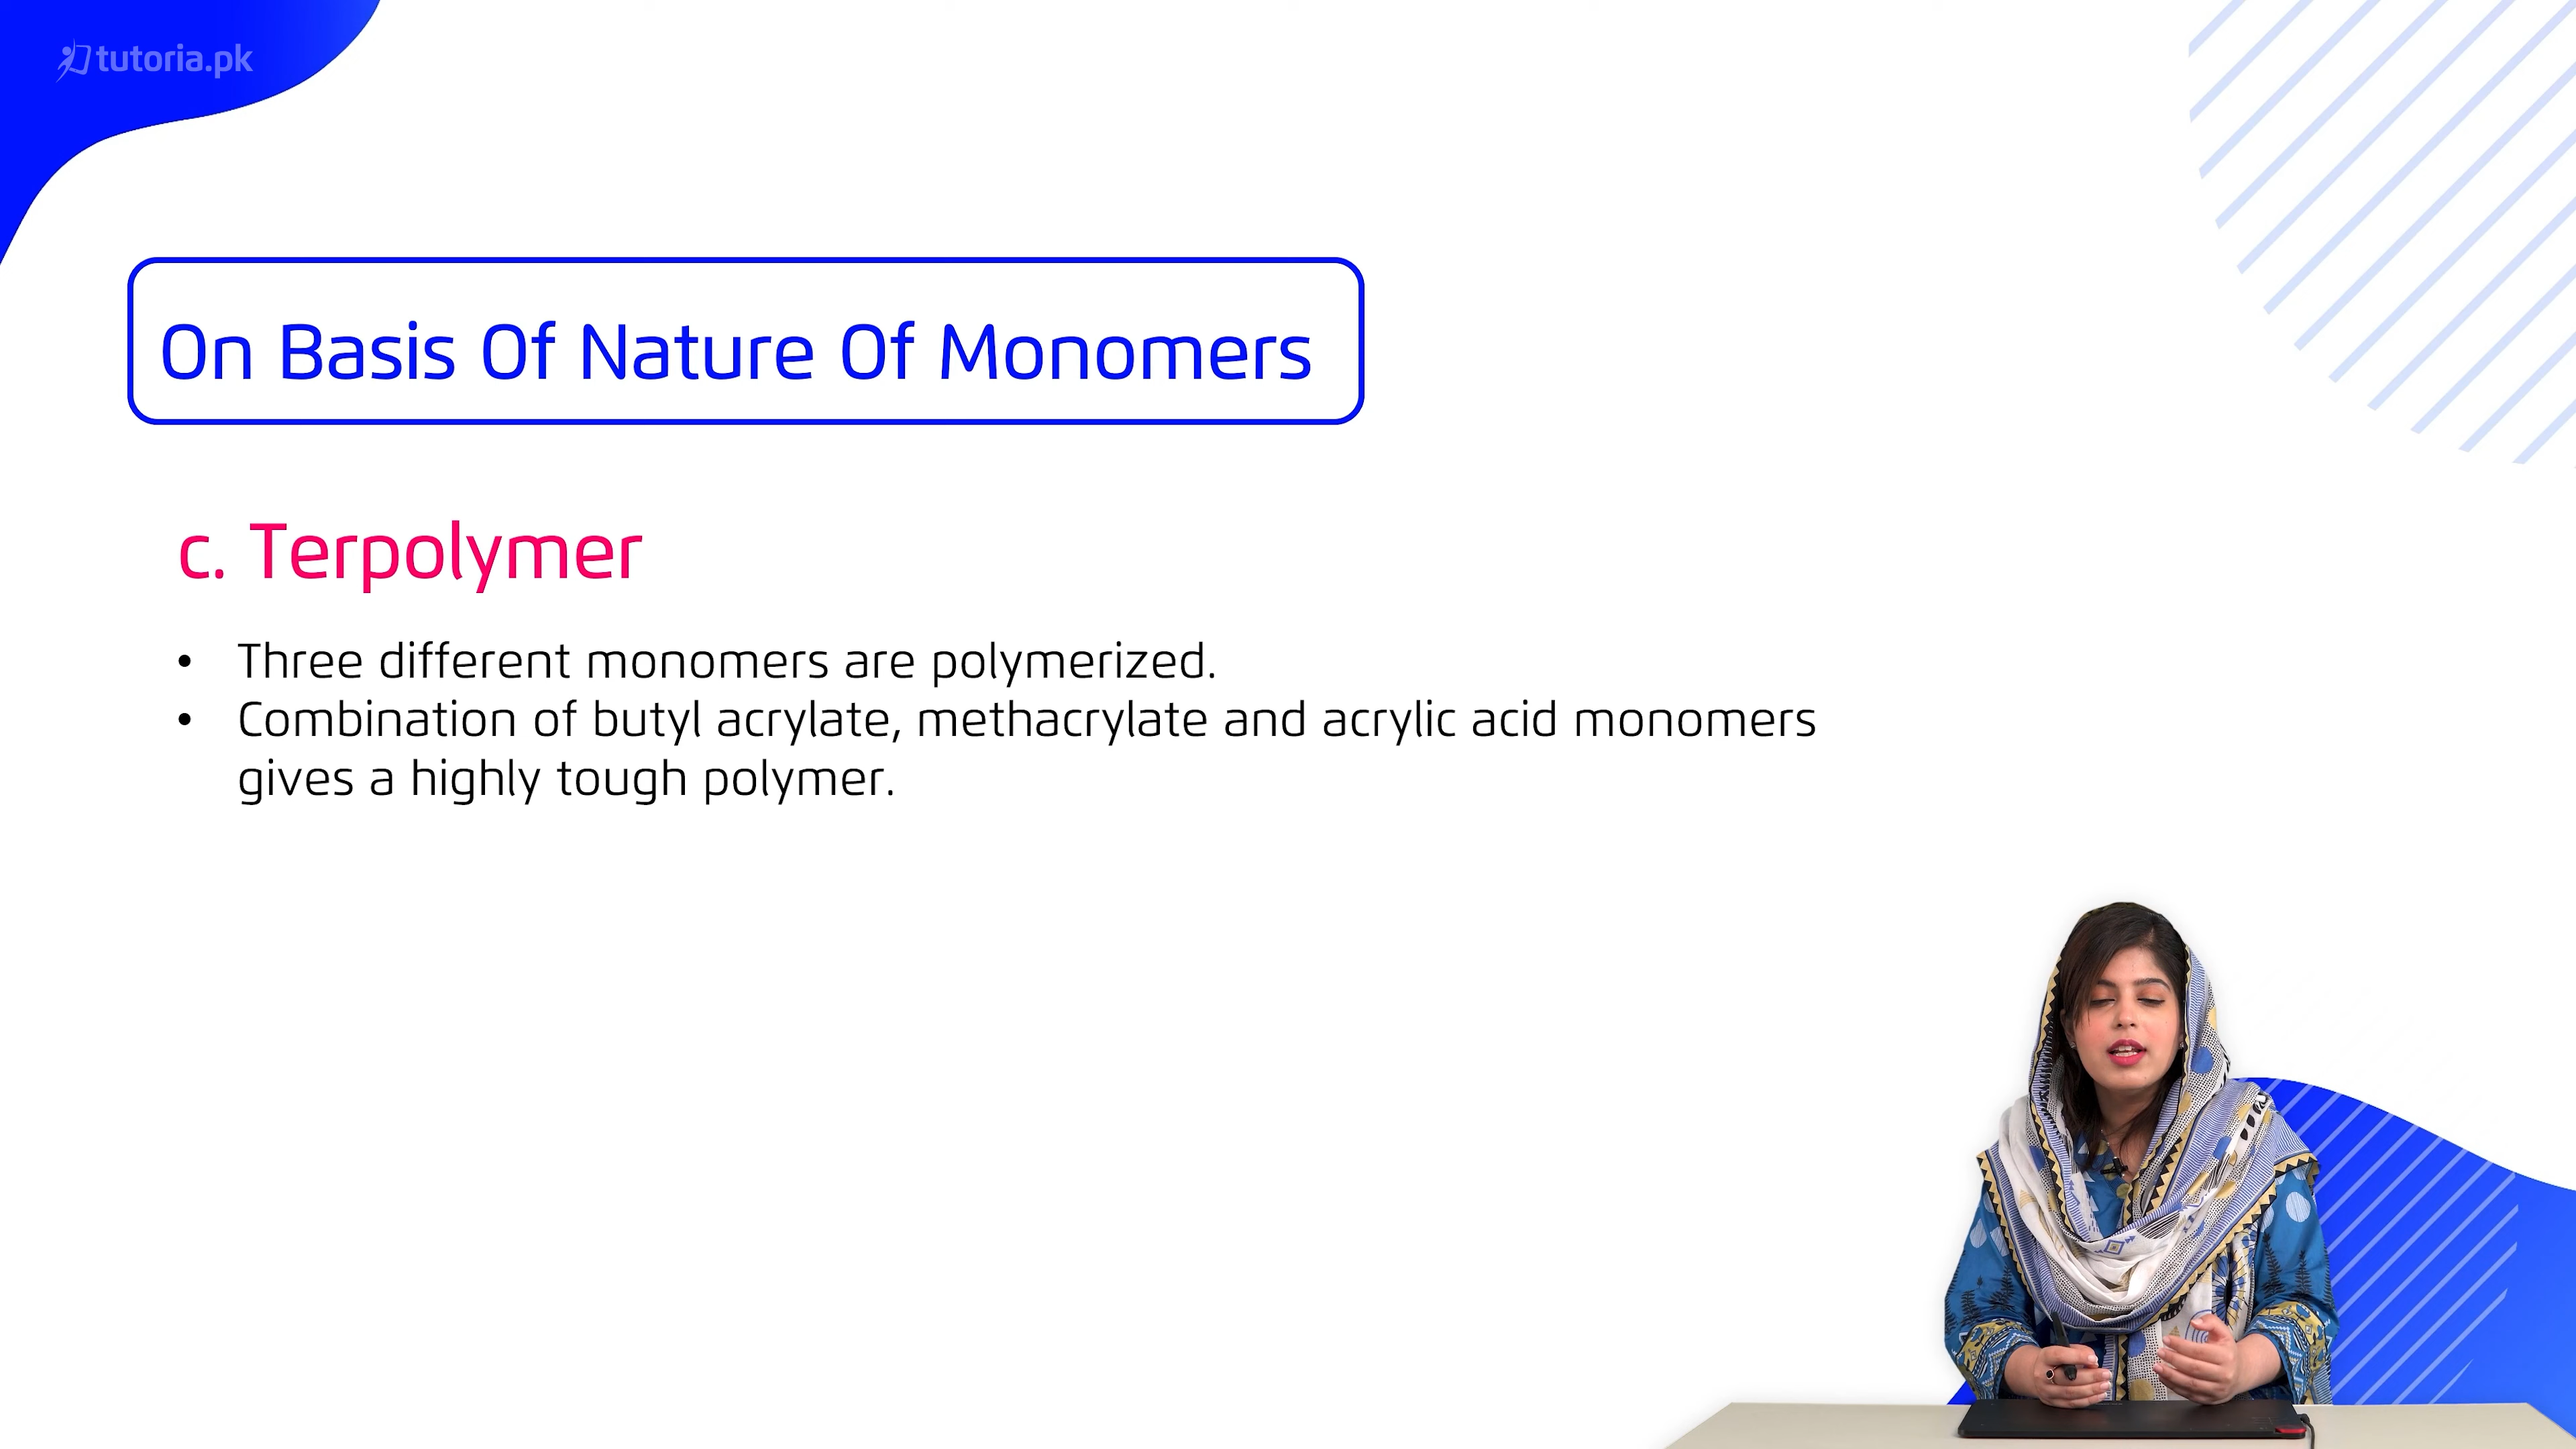 tutoria.pk
On Basis Of Nature Of Monomers
c. Terpolymer
• Three different monomers are polymerized.
• Combination of butyl acrylate, methacrylate and acrylic acid monomers
gives a highly tough polymer.